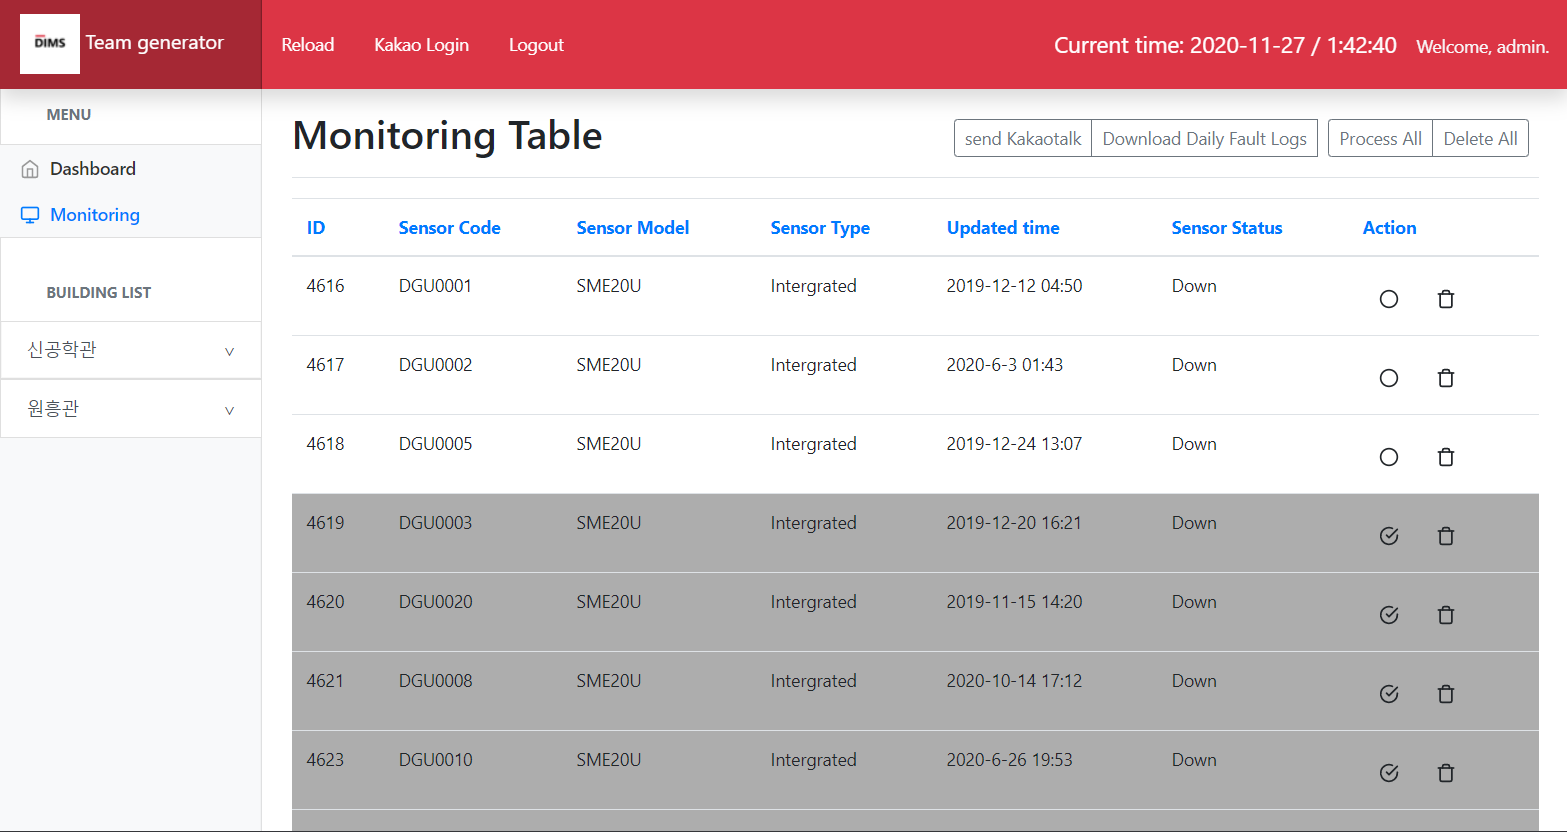 DIMS Team generator Reload Kakao Login Logout Current time: 2020-11-27 / 1:42:40 Welcome, admin.
MENU
Dashboard
Monitoring
BUILDING LIST
신공학관
원흥관
Monitoring Table send Kakaotalk Download Daily Fault Logs Process All Delete All
ID Sensor Code Sensor Model Sensor Type Updated time Sensor Status Action
4616 DGU0001 SME20U Intergrated 2019-12-12 04:50 Down
4617 DGU0002 SME20U Intergrated 2020-6-3 01:43 Down
4618 DGU0005 SME20U Intergrated 2019-12-24 13:07 Down
4619 DGU0003 SME20U Intergrated 2019-12-20 16:21 Down
4620 DGU0020 SME20U Intergrated 2019-11-15 14:20 Down
4621 DGU0008 SME20U Intergrated 2020-10-14 17:12 Down
4623 DGU0010 SME20U Intergrated 2020-6-26 19:53 Down